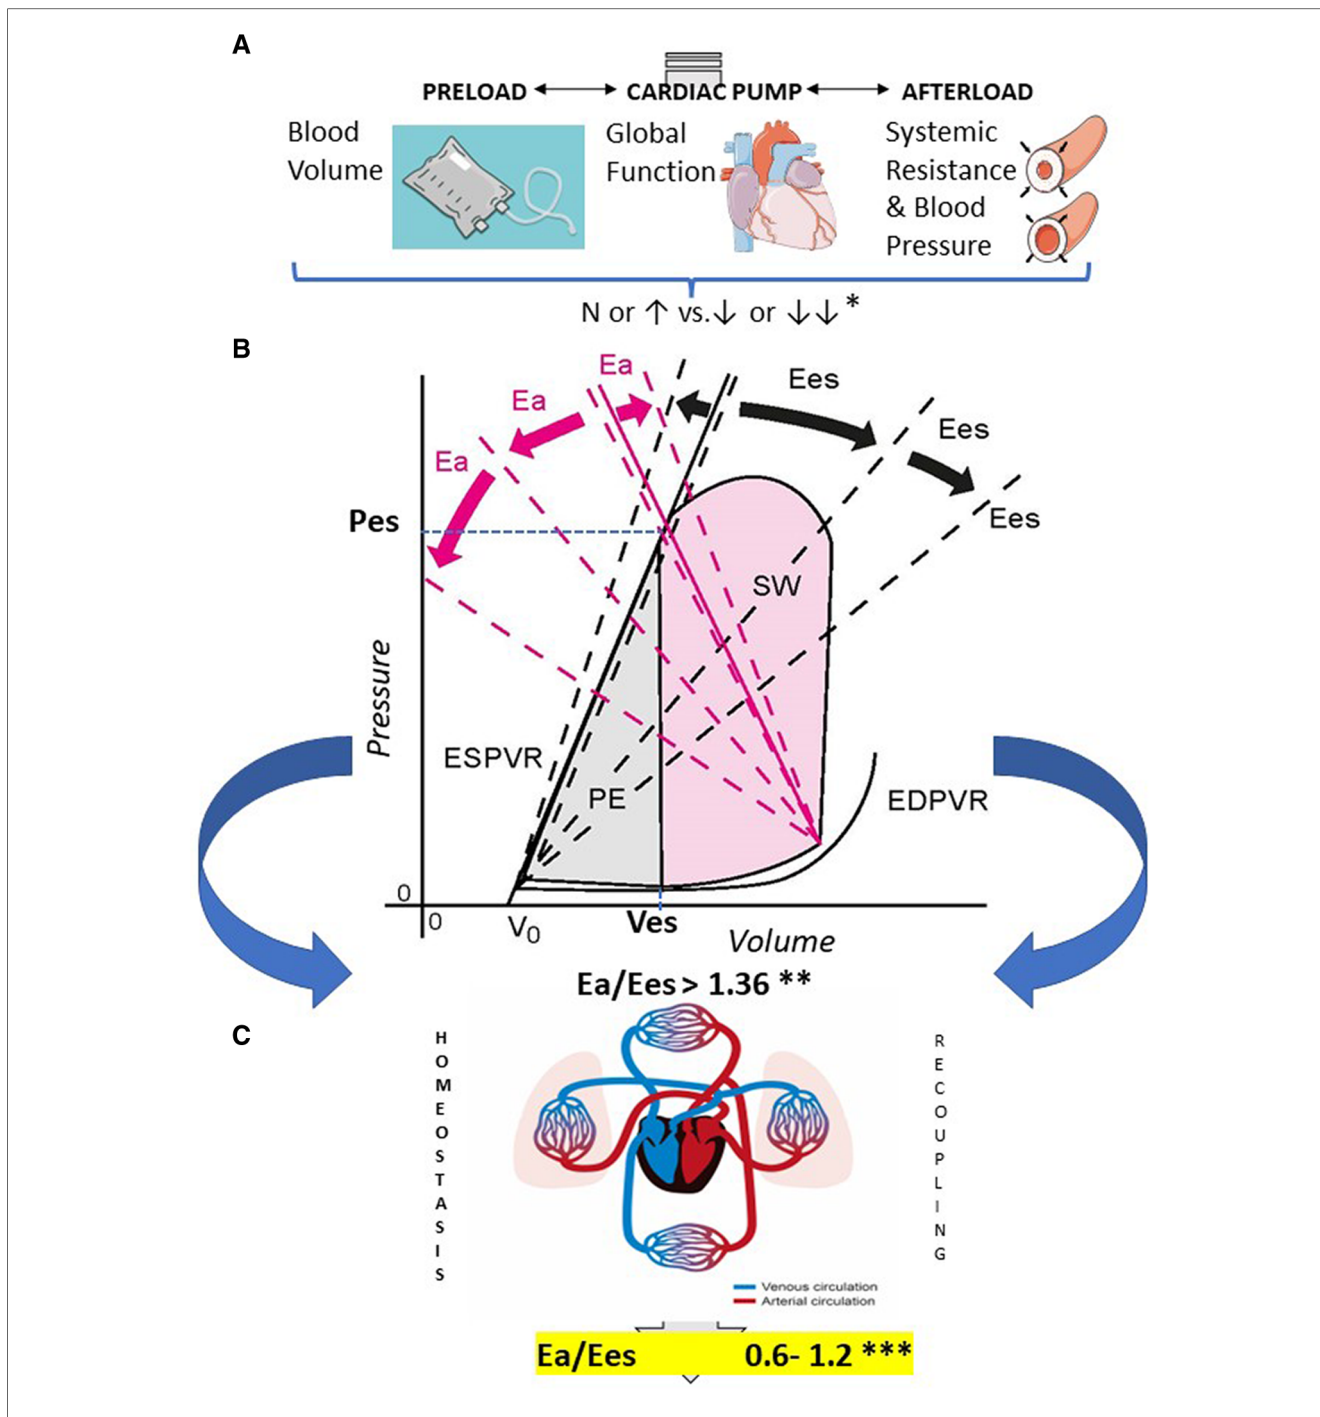 A
PRELOAD CARDIAC PUMP AFTERLOAD
Blood
Volume
Global
Function
Systemic
Resistance
& Blood
Pressure
N or ↑ vs.↓ or ↓↓*
B
Ea
Ea
Ea
Ees
Ees
Ees
Pes
Pressure
SW
ESPVR
PE
EDPVR
0
0
V0
Ves
Volume
Ea/Ees > 1.36 **
C
HOMEOSTASIS
RECOUPLING
Venous circulation
Arterial circulation
Ea/Ees 0.6- 1.2 ***